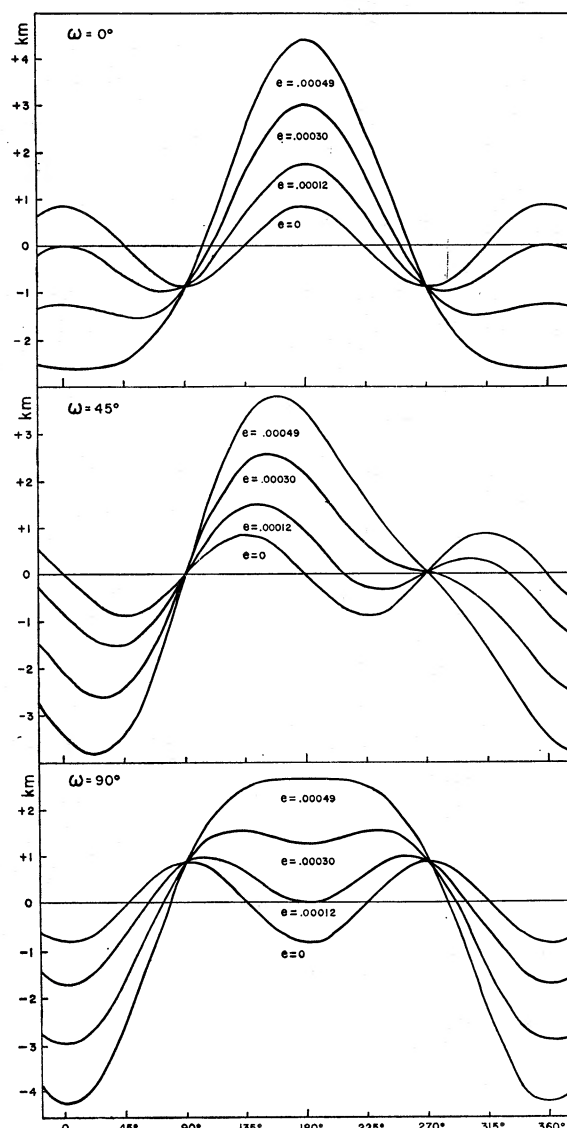 km
ω = 0°
+4
+3
+2
+1
0
-1
-2
e = .00049
e = .00030
e = .00012
e = 0
km
ω = 45°
+3
+2
+1
0
-1
-2
-3
e = .00049
e = .00030
e = .00012
e = 0
km
ω = 90°
+2
+1
0
-1
-2
-3
-4
e = .00049
e = .00030
e = .00012
e = 0
0 45° 90° 135° 180° 225° 270° 315° 360°